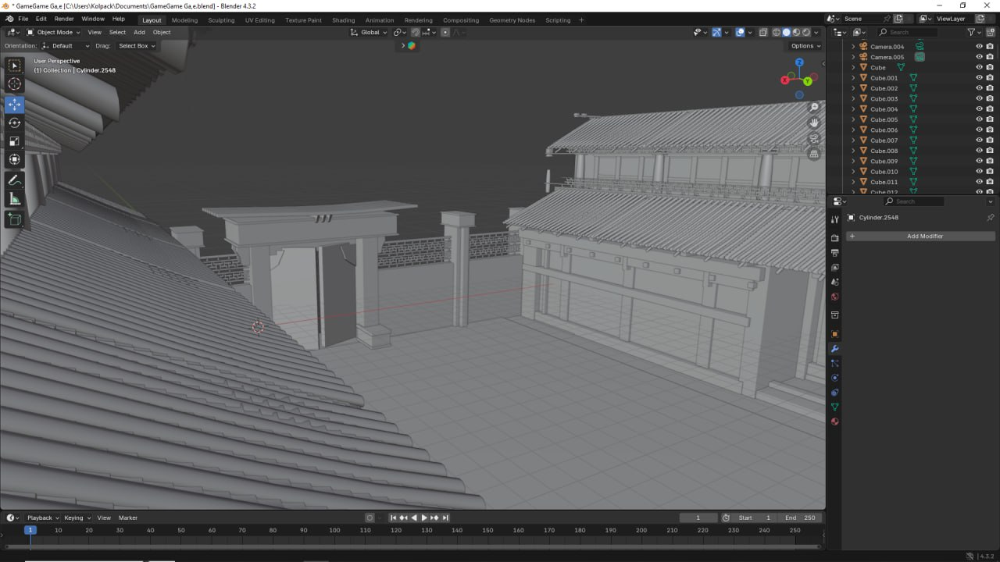 * GameGame Ga,e [C:\Users\Kolpack\Documents\GameGame Ga,e.blend] - Blender 4.3.2
File Edit Render Window Help Layout Modeling Sculpting UV Editing Texture Paint Shading Animation Rendering Compositing Geometry Nodes Scripting + Scene ViewLayer
Object Mode View Select Add Object Global Search
Orientation: Default Drag: Select Box Options
User Perspective
(1) Collection | Cylinder.2548
Z
X
Y
Camera.004
Camera.005
Cube
Cube.001
Cube.002
Cube.003
Cube.004
Cube.005
Cube.006
Cube.007
Cube.008
Cube.009
Cube.010
Cube.011
Cube.012
Search
Cylinder.2548
+ Add Modifier
Playback Keying View Marker 1 Start 1 End 250
1 10 20 30 40 50 60 70 80 90 100 110 120 130 140 150 160 170 180 190 200 210 220 230 240 250
4.3.2